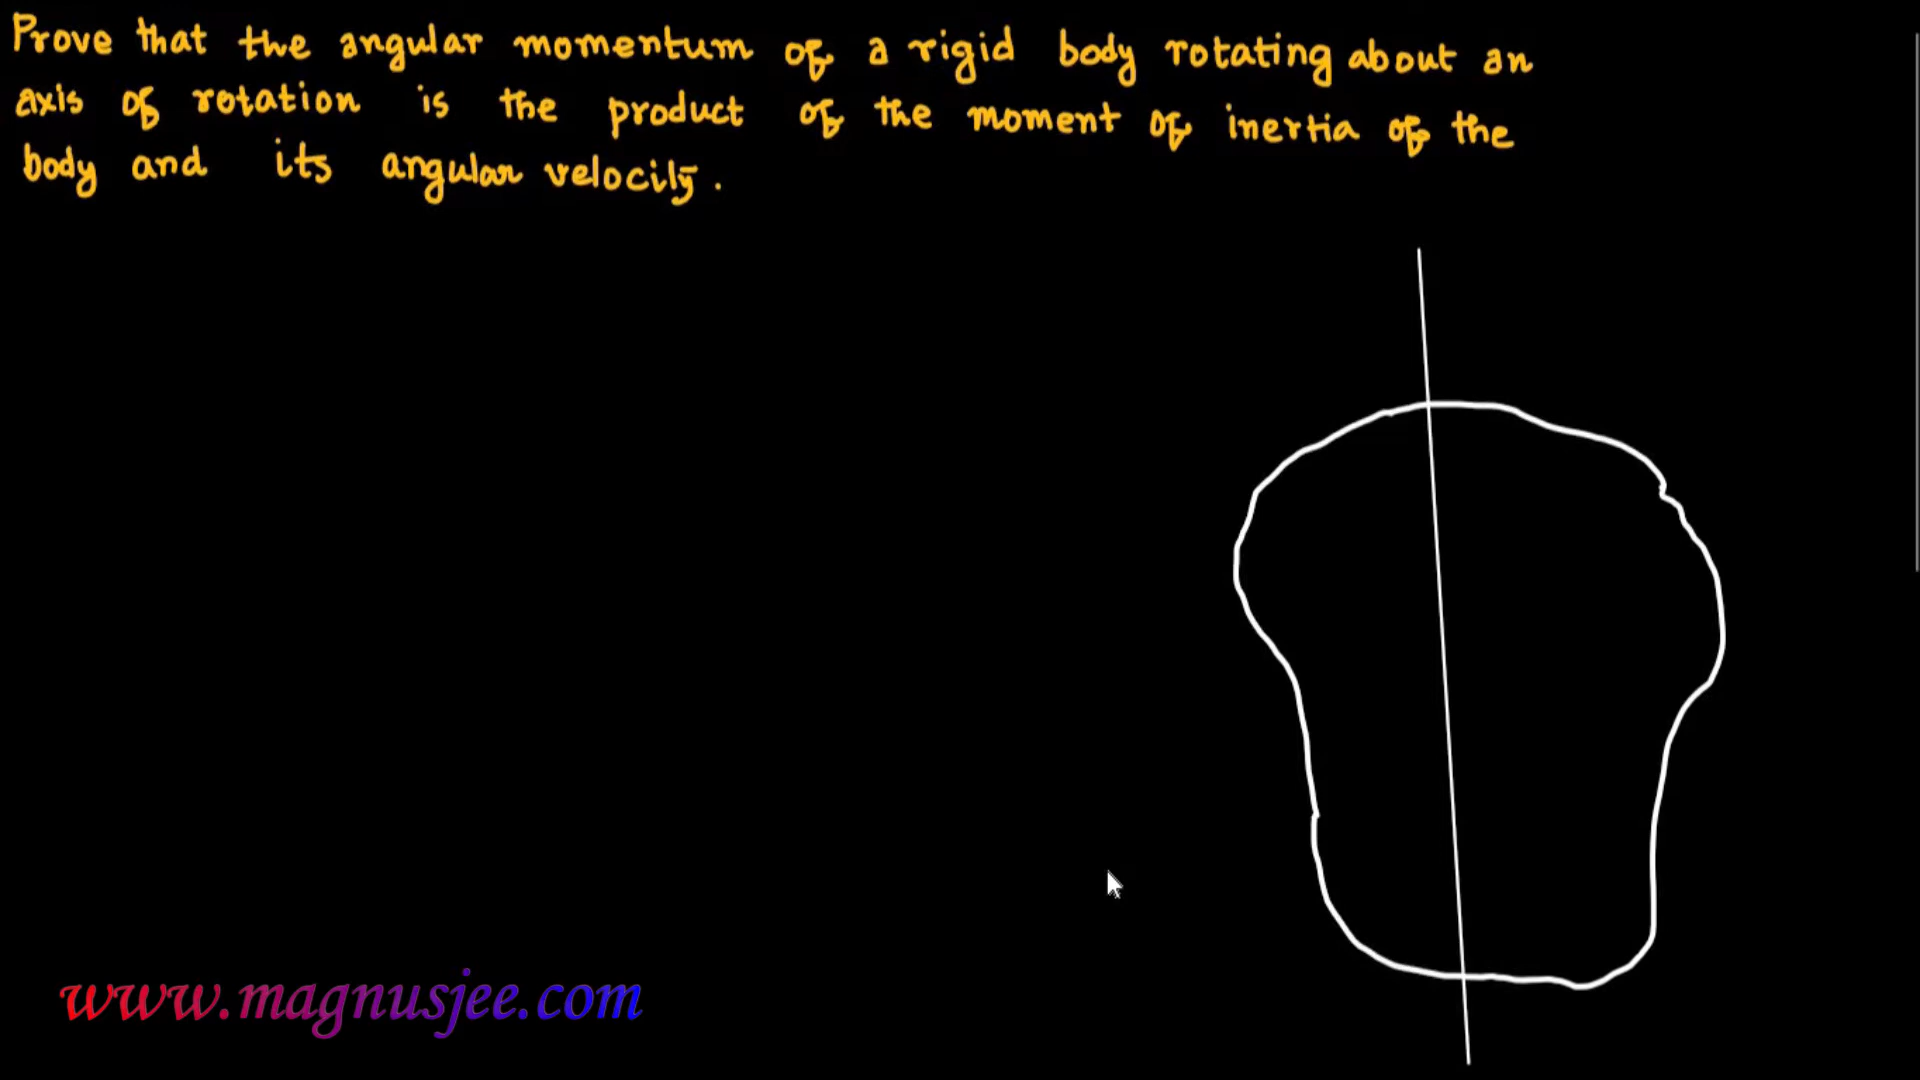 Prove that the angular momentum of a rigid body rotating about an
axis of rotation is the product of the moment of inertia of the
body and its angular velocity.
www.magnusjee.com